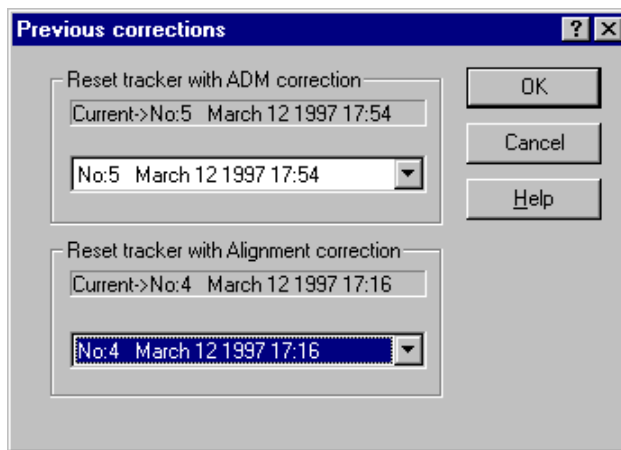 Previous corrections
Reset tracker with ADM correction
Current->No:5 March 12 1997 17:54
No:5 March 12 1997 17:54
Reset tracker with Alignment correction
Current->No:4 March 12 1997 17:16
No:4 March 12 1997 17:16
OK
Cancel
Help